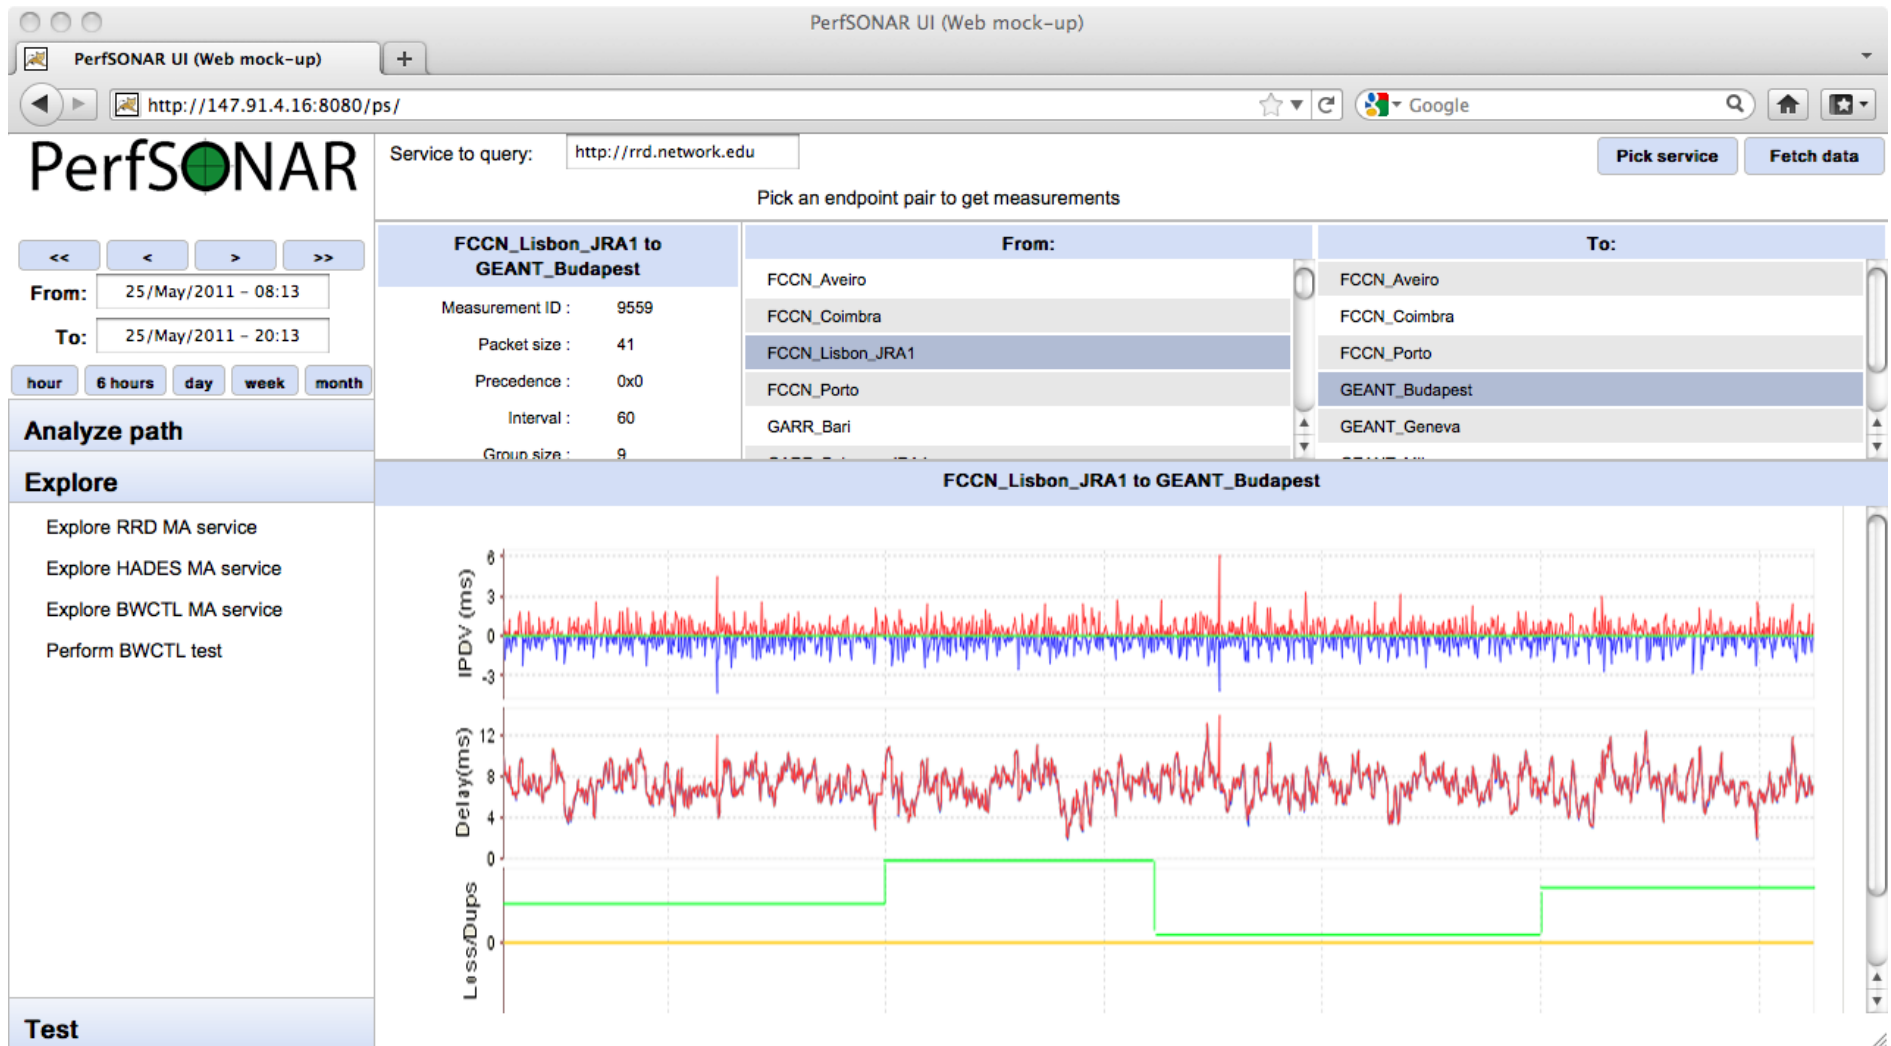 PerfSONAR UI (Web mock-up)
PerfSONAR UI (Web mock-up)
+
http://147.91.4.16:8080/ps/
Google
PerfSONAR
Service to query: http://rrd.network.edu
Pick service
Fetch data
Pick an endpoint pair to get measurements
<<
<
>
>>
From: 25/May/2011 - 08:13
To: 25/May/2011 - 20:13
hour
6 hours
day
week
month
Analyze path
Explore
Explore RRD MA service
Explore HADES MA service
Explore BWCTL MA service
Perform BWCTL test
Test
FCCN_Lisbon_JRA1 to
GEANT_Budapest
Measurement ID : 9559
Packet size : 41
Precedence : 0x0
Interval : 60
Group size : 9
From:
FCCN_Aveiro
FCCN_Coimbra
FCCN_Lisbon_JRA1
FCCN_Porto
GARR_Bari
To:
FCCN_Aveiro
FCCN_Coimbra
FCCN_Porto
GEANT_Budapest
GEANT_Geneva
FCCN_Lisbon_JRA1 to GEANT_Budapest
IPDV (ms)
6
3
0
-3
Delay(ms)
12
8
4
0
Loss/Dups
0